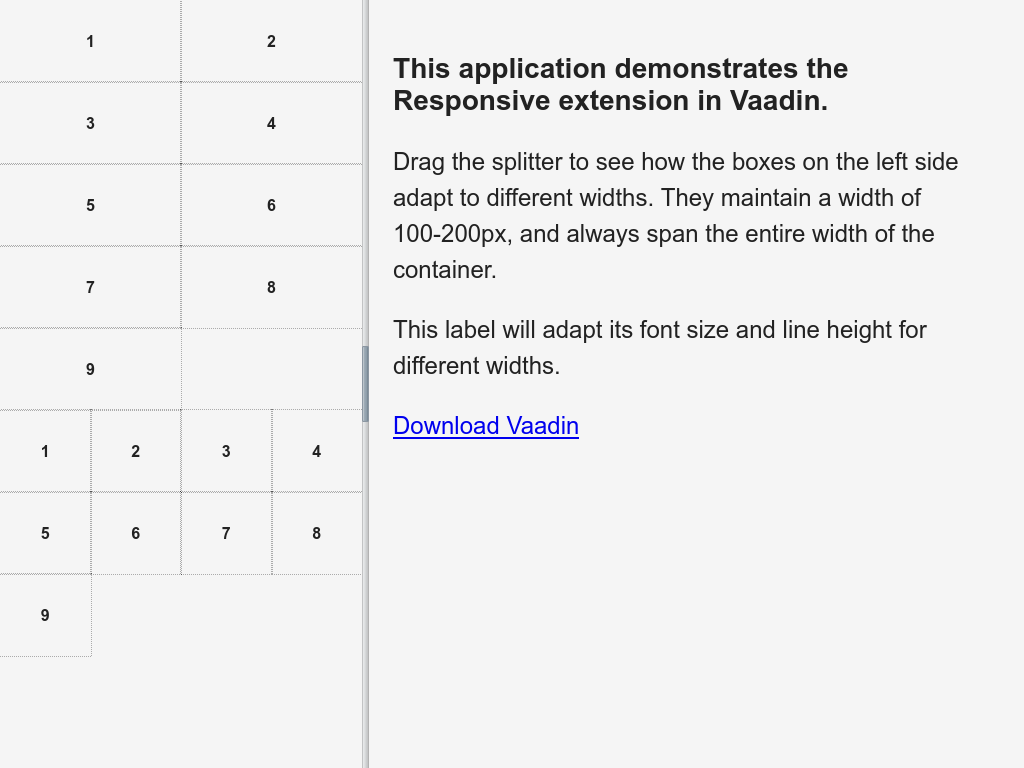 1 2
3 4
5 6
7 8
9
1 2 3 4
5 6 7 8
9
This application demonstrates the
Responsive extension in Vaadin.
Drag the splitter to see how the boxes on the left side
adapt to different widths. They maintain a width of
100-200px, and always span the entire width of the
container.
This label will adapt its font size and line height for
different widths.
Download Vaadin